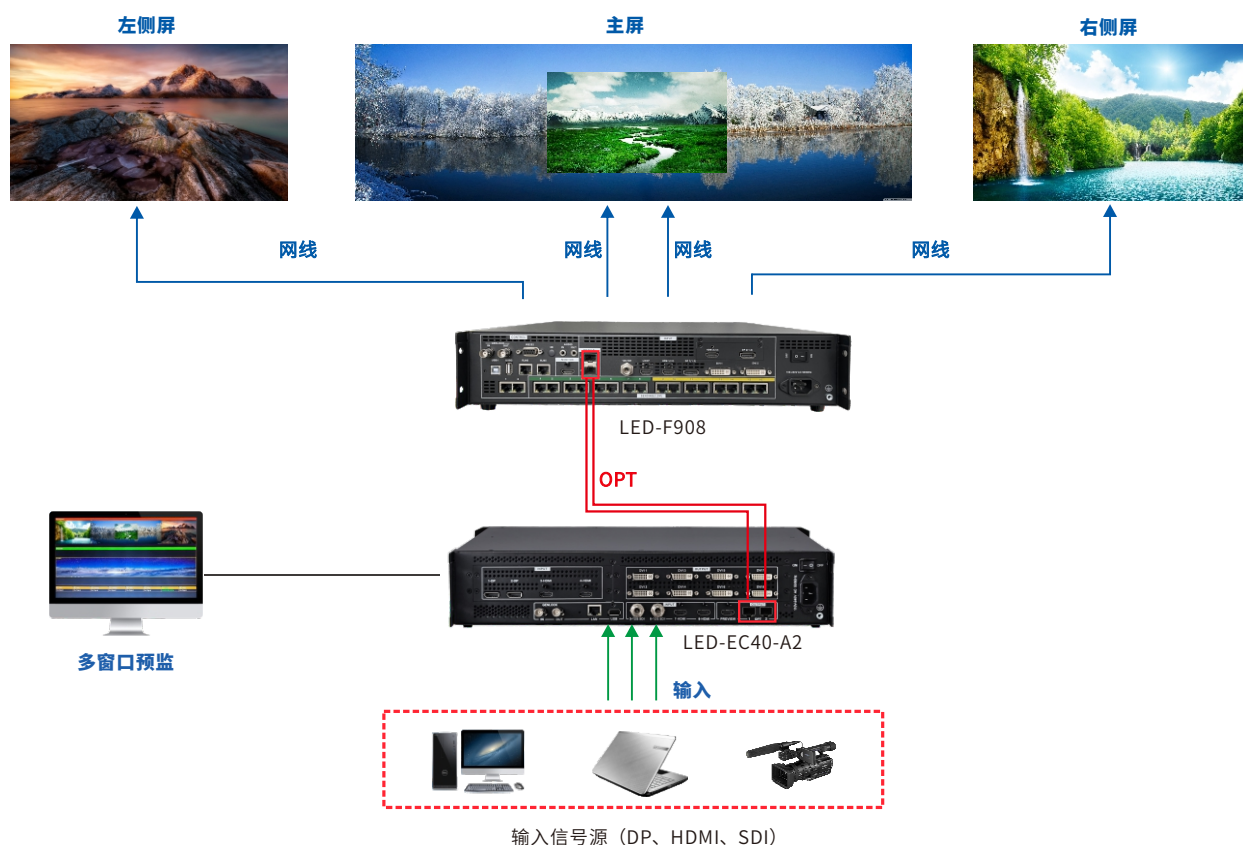 左侧屏
主屏
右侧屏
网线
网线
网线
网线
LED-F908
OPT
LED-EC40-A2
多窗口预监
输入
输入信号源（DP、HDMI、SDI）